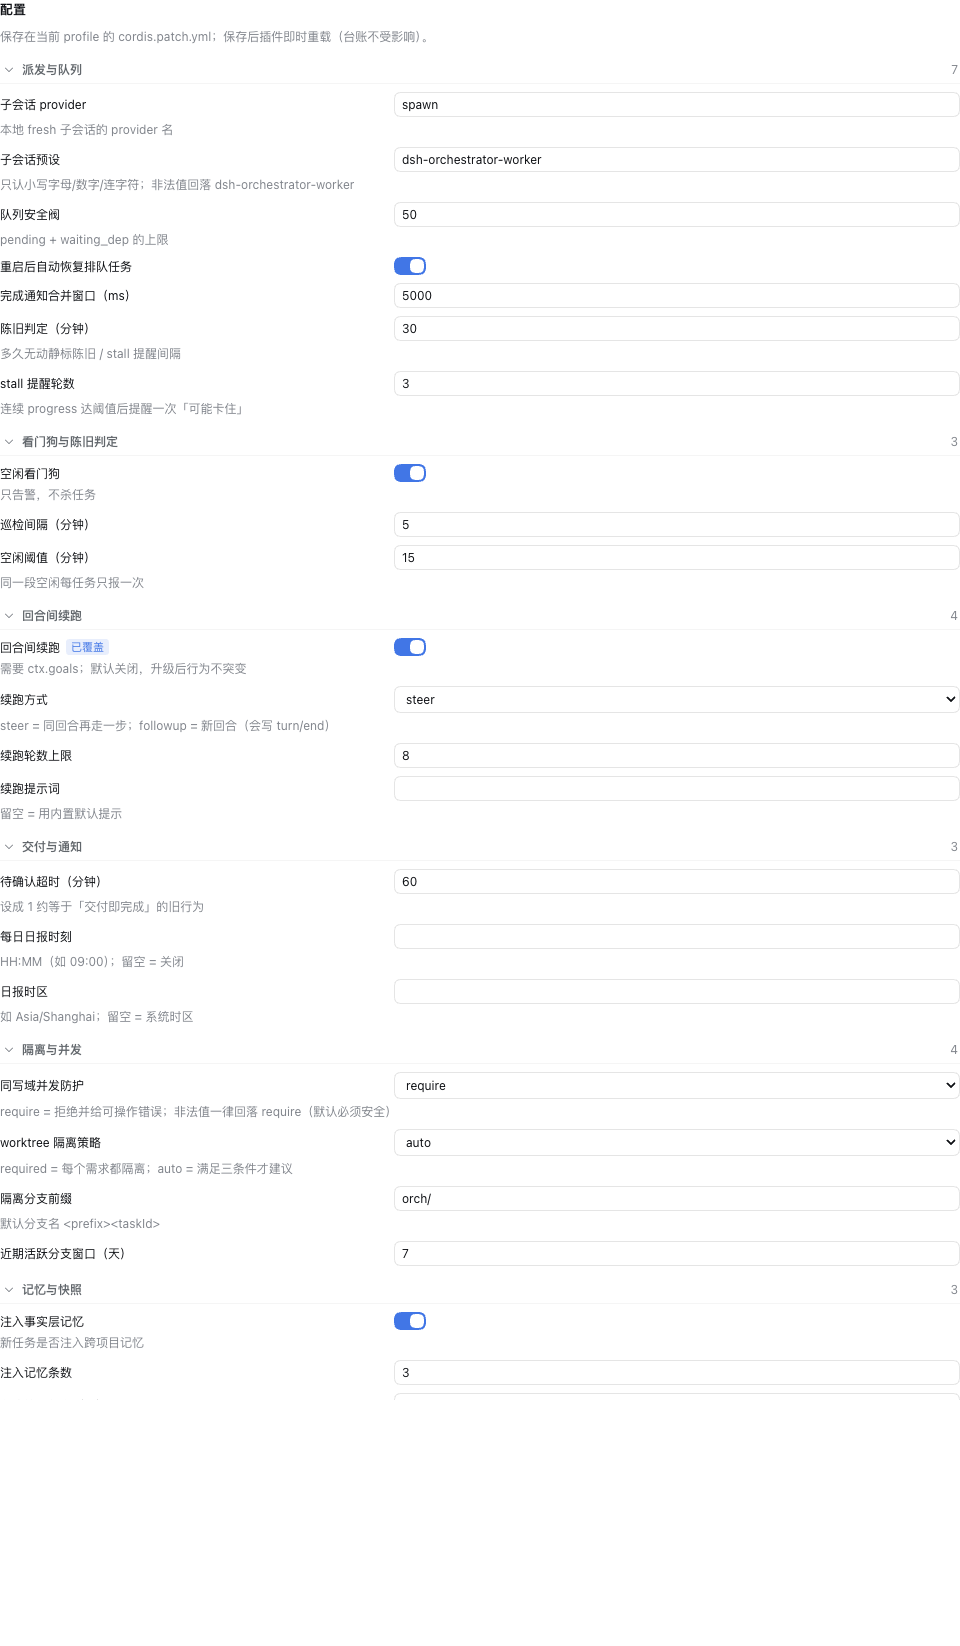 配置
保存在当前 profile 的 cordis.patch.yml；保存后插件即时重载（台账不受影响）。
派发与队列 7
子会话 provider spawn
本地 fresh 子会话的 provider 名
子会话预设 dsh-orchestrator-worker
只认小写字母/数字/连字符；非法值回落 dsh-orchestrator-worker
队列安全阀 50
pending + waiting_dep 的上限
重启后自动恢复排队任务
完成通知合并窗口（ms） 5000
陈旧判定（分钟） 30
多久无动静标陈旧 / stall 提醒间隔
stall 提醒轮数 3
连续 progress 达阈值后提醒一次「可能卡住」
看门狗与陈旧判定 3
空闲看门狗
只告警，不杀任务
巡检间隔（分钟） 5
空闲阈值（分钟） 15
同一段空闲每任务只报一次
回合间续跑 4
回合间续跑 已覆盖
需要 ctx.goals；默认关闭，升级后行为不突变
续跑方式 steer
steer = 同回合再走一步；followup = 新回合（会写 turn/end）
续跑轮数上限 8
续跑提示词
留空 = 用内置默认提示
交付与通知 3
待确认超时（分钟） 60
设成 1 约等于「交付即完成」的旧行为
每日日报时刻
HH:MM（如 09:00）；留空 = 关闭
日报时区
如 Asia/Shanghai；留空 = 系统时区
隔离与并发 4
同写域并发防护 require
require = 拒绝并给可操作错误；非法值一律回落 require（默认必须安全）
worktree 隔离策略 auto
required = 每个需求都隔离；auto = 满足三条件才建议
隔离分支前缀 orch/
默认分支名 <prefix><taskId>
近期活跃分支窗口（天） 7
记忆与快照 3
注入事实层记忆
新任务是否注入跨项目记忆
注入记忆条数 3